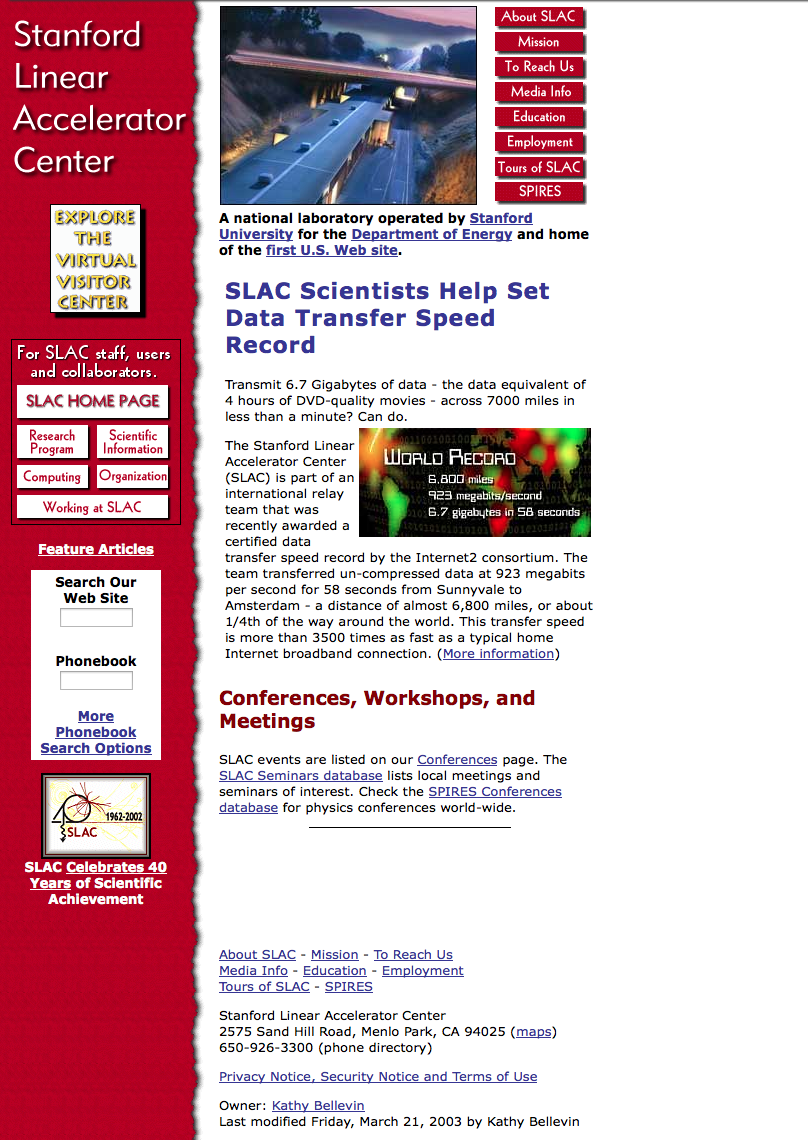 Stanford
Linear
Accelerator
Center
EXPLORE
THE
VIRTUAL
VISITOR
CENTER
For SLAC staff, users
and collaborators.
SLAC HOME PAGE
Research
Program
Scientific
Information
Computing
Organization
Working at SLAC
Feature Articles
Search Our
Web Site
Phonebook
More
Phonebook
Search Options
40
SLAC
1962-2002
SLAC Celebrates 40
Years of Scientific
Achievement
About SLAC
Mission
To Reach Us
Media Info
Education
Employment
Tours of SLAC
SPIRES
A national laboratory operated by Stanford
University for the Department of Energy and home
of the first U.S. Web site.
SLAC Scientists Help Set
Data Transfer Speed
Record
Transmit 6.7 Gigabytes of data - the data equivalent of
4 hours of DVD-quality movies - across 7000 miles in
less than a minute? Can do.
The Stanford Linear
Accelerator Center
(SLAC) is part of an
international relay
team that was
recently awarded a
certified data
World Record
6,800 miles
923 megabits/second
6.7 gigabytes in 58 seconds
transfer speed record by the Internet2 consortium. The
team transferred un-compressed data at 923 megabits
per second for 58 seconds from Sunnyvale to
Amsterdam - a distance of almost 6,800 miles, or about
1/4th of the way around the world. This transfer speed
is more than 3500 times as fast as a typical home
Internet broadband connection. (More information)
Conferences, Workshops, and
Meetings
SLAC events are listed on our Conferences page. The
SLAC Seminars database lists local meetings and
seminars of interest. Check the SPIRES Conferences
database for physics conferences world-wide.
About SLAC - Mission - To Reach Us
Media Info - Education - Employment
Tours of SLAC - SPIRES
Stanford Linear Accelerator Center
2575 Sand Hill Road, Menlo Park, CA 94025 (maps)
650-926-3300 (phone directory)
Privacy Notice, Security Notice and Terms of Use
Owner: Kathy Bellevin
Last modified Friday, March 21, 2003 by Kathy Bellevin